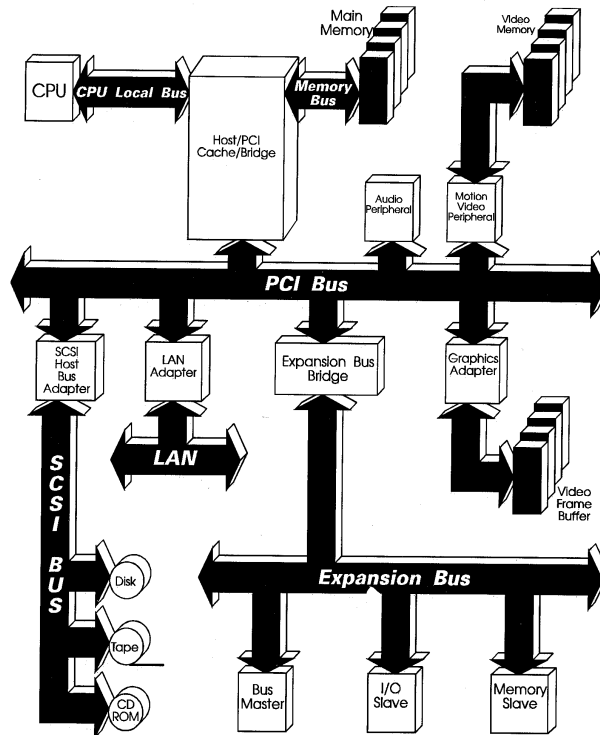 Main
Memory
Video
Memory
CPU
CPU Local Bus
Memory
Bus
Host/PCI
Cache/Bridge
Audio
Peripheral
Motion
Video
Peripheral
PCI Bus
SCSI
Host
Bus
Adapter
LAN
Adapter
Expansion Bus
Bridge
Graphics
Adapter
LAN
Video
Frame
Buffer
SCSI BUS
Disk
Tape
CD
ROM
Expansion Bus
Bus
Master
I/O
Slave
Memory
Slave